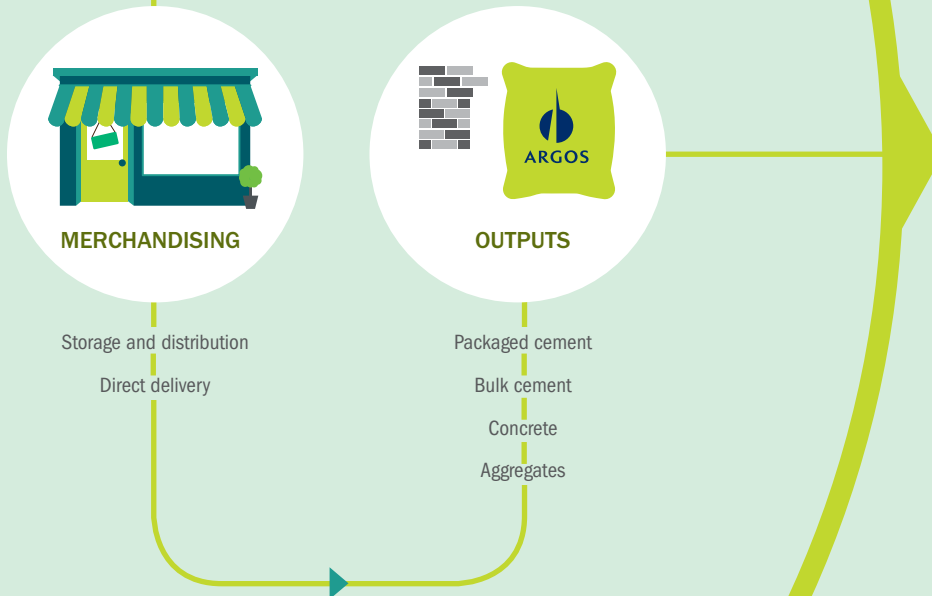 MERCHANDISING
Storage and distribution
Direct delivery
ARGOS
OUTPUTS
Packaged cement
Bulk cement
Concrete
Aggregates